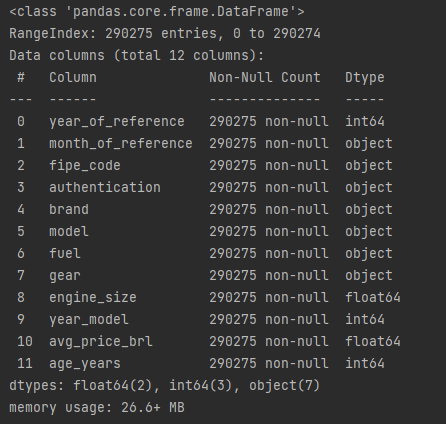 <class 'pandas.core.frame.DataFrame'>
RangeIndex: 290275 entries, 0 to 290274
Data columns (total 12 columns):
 #   Column              Non-Null Count   Dtype
---  ------              --------------   -----
 0   year_of_reference   290275 non-null  int64
 1   month_of_reference  290275 non-null  object
 2   fipe_code           290275 non-null  object
 3   authentication      290275 non-null  object
 4   brand               290275 non-null  object
 5   model               290275 non-null  object
 6   fuel                290275 non-null  object
 7   gear                290275 non-null  object
 8   engine_size         290275 non-null  float64
 9   year_model          290275 non-null  int64
 10  avg_price_brl       290275 non-null  float64
 11  age_years           290275 non-null  int64
dtypes: float64(2), int64(3), object(7)
memory usage: 26.6+ MB